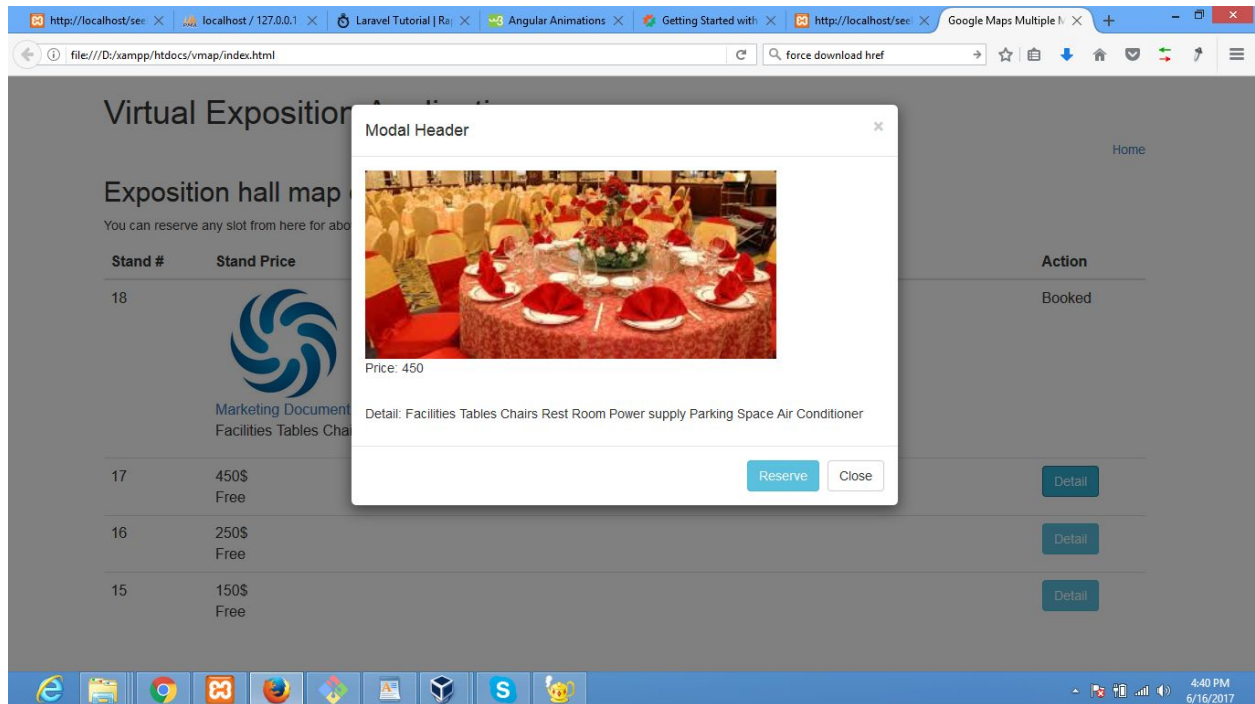 http://localhost/see
localhost / 127.0.0.1
Laravel Tutorial | Ra
Angular Animations
Getting Started with
http://localhost/see
Google Maps Multiple
file:///D:/xampp/htdocs/vmap/index.html
force download href
Virtual Exposition
Modal Header
×
Home
Exposition hall map
You can reserve any slot from here for abo
Stand #
Stand Price
Action
18
Booked
Price: 450
Marketing Document
Detail: Facilities Tables Chairs Rest Room Power supply Parking Space Air Conditioner
Facilities Tables Chai
Reserve
Close
17
450$
Detail
Free
16
250$
Detail
Free
15
150$
Detail
Free
4:40 PM
6/16/2017